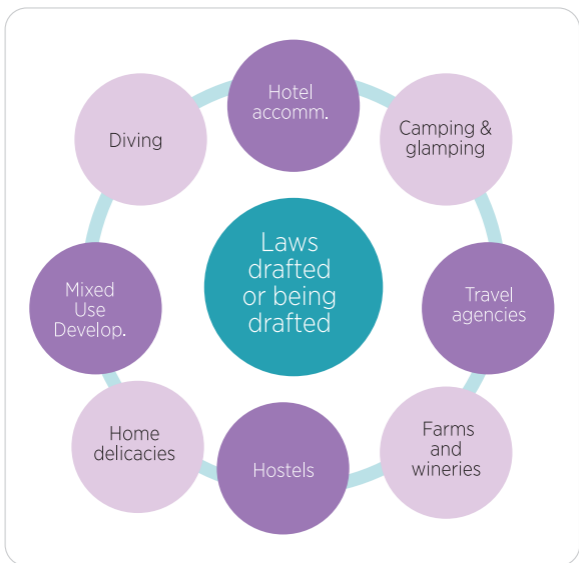 Hotel
accomm.
Camping &
glamping
Travel
agencies
Farms
and
wineries
Hostels
Home
delicacies
Mixed
Use
Develop.
Diving
Laws
drafted
or being
drafted